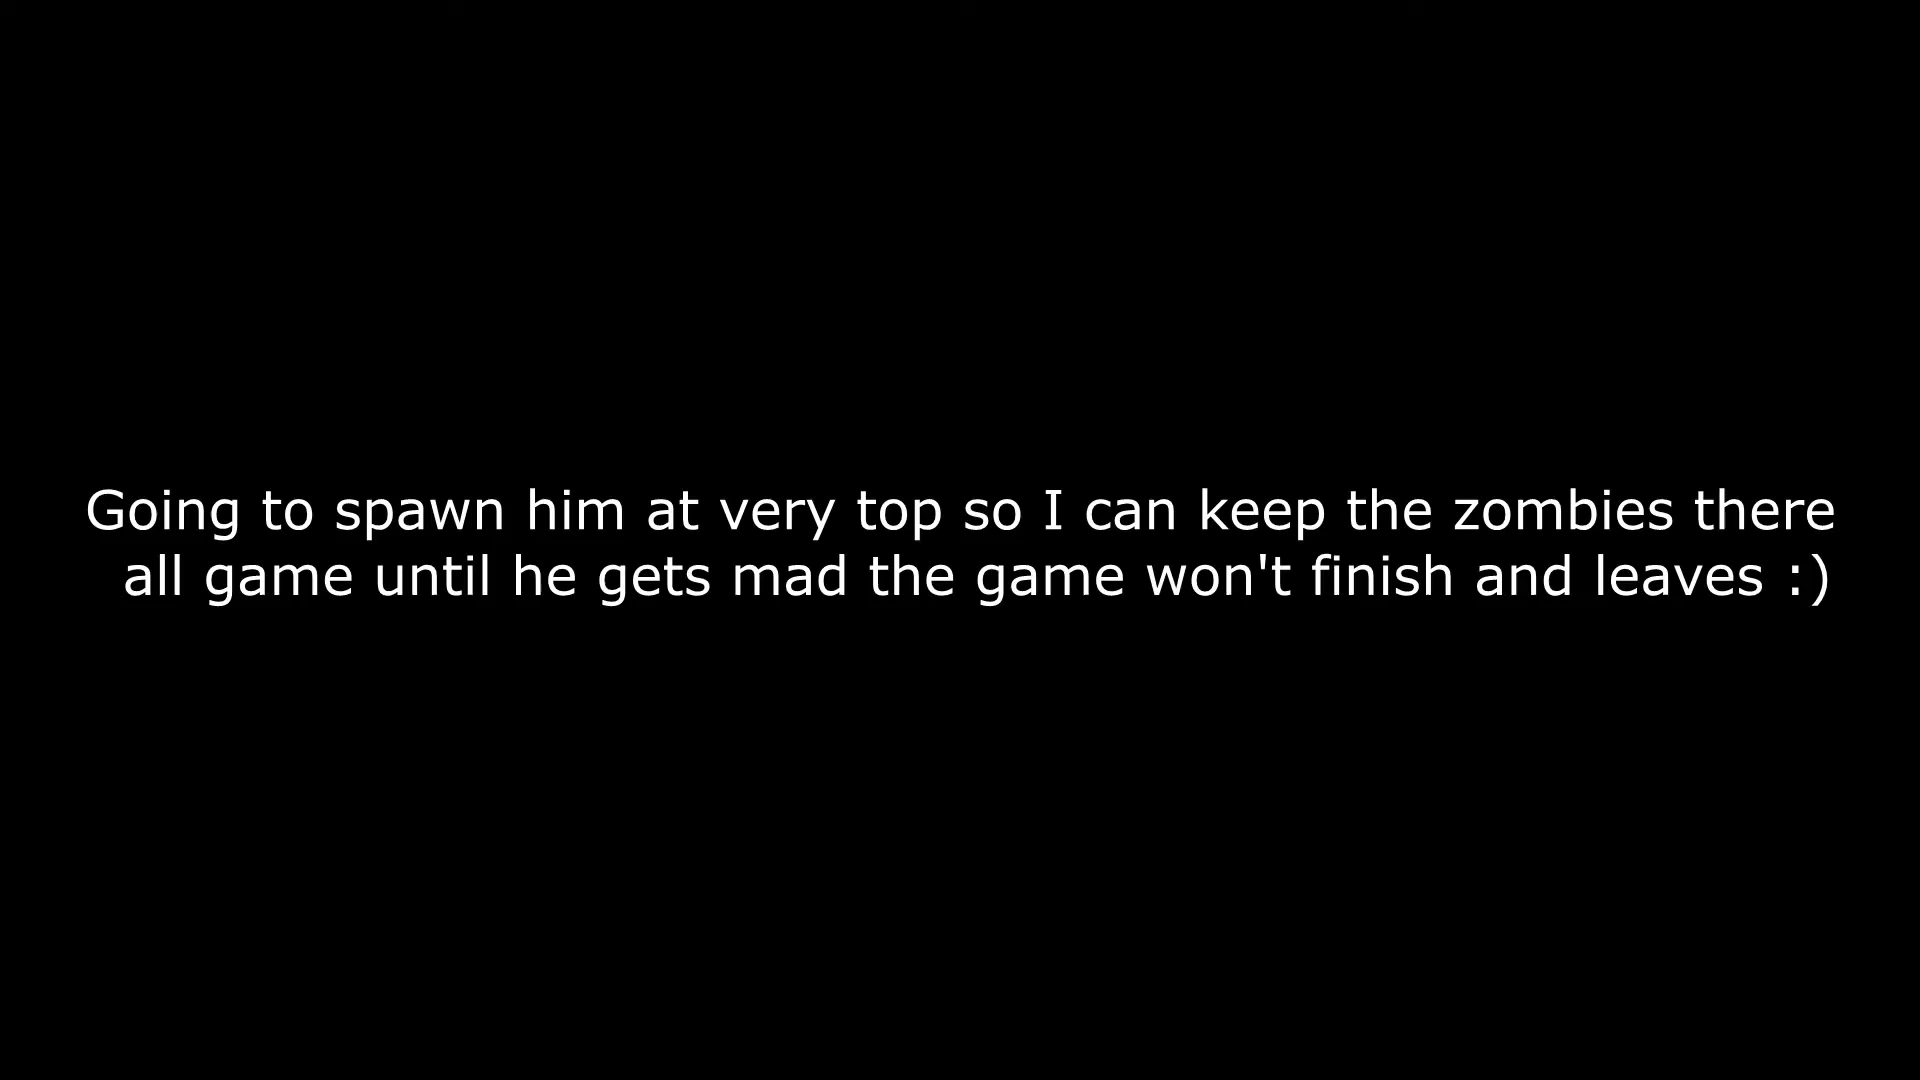 Going to spawn him at very top so I can keep the zombies there
all game until he gets mad the game won't finish and leaves :)